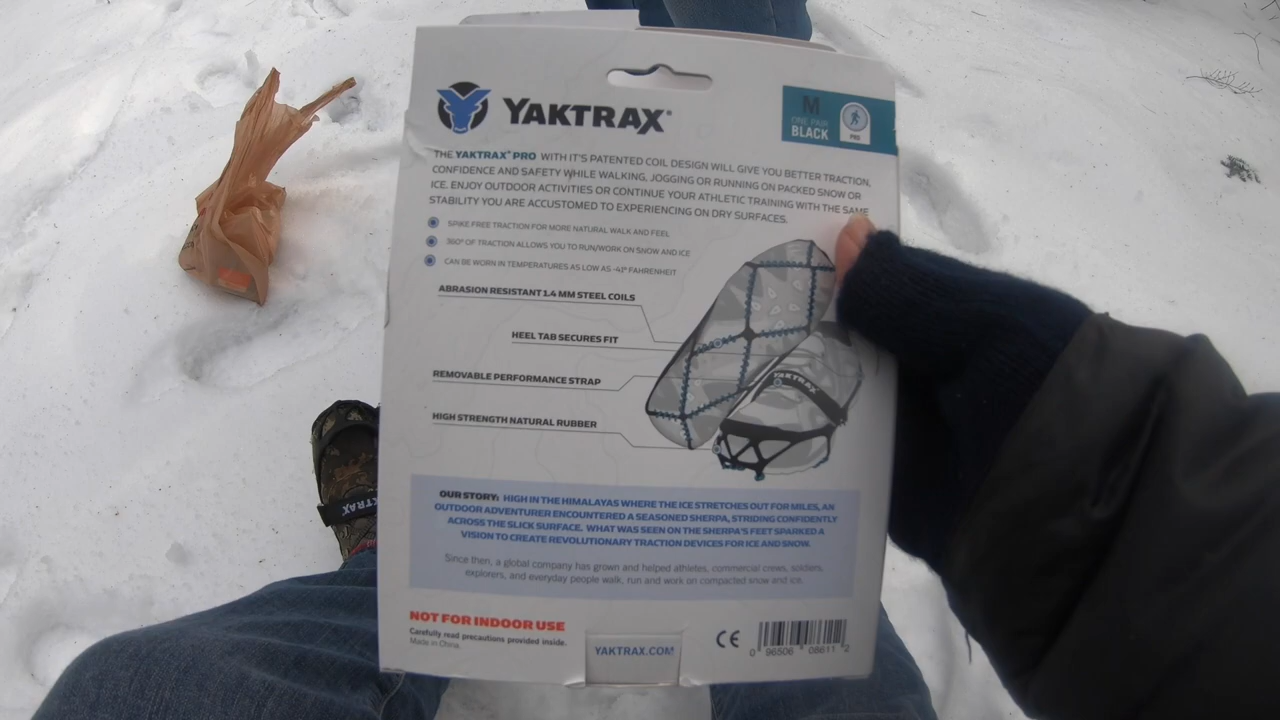 YAKTRAX®
M
ONE PAIR
BLACK
PRO
THE YAKTRAX® PRO WITH IT'S PATENTED COIL DESIGN WILL GIVE YOU BETTER TRACTION,
CONFIDENCE AND SAFETY WHILE WALKING, JOGGING OR RUNNING ON PACKED SNOW OR
ICE. ENJOY OUTDOOR ACTIVITIES OR CONTINUE YOUR ATHLETIC TRAINING WITH THE SAME
STABILITY YOU ARE ACCUSTOMED TO EXPERIENCING ON DRY SURFACES.
SPIKE FREE TRACTION FOR MORE NATURAL WALK AND FEEL
360° OF TRACTION ALLOWS YOU TO RUN/WORK ON SNOW AND ICE
CAN BE WORN IN TEMPERATURES AS LOW AS -41° FAHRENHEIT
ABRASION RESISTANT 1.4 MM STEEL COILS
HEEL TAB SECURES FIT
REMOVABLE PERFORMANCE STRAP
HIGH STRENGTH NATURAL RUBBER
YAKTRAX
OUR STORY: HIGH IN THE HIMALAYAS WHERE THE ICE STRETCHES OUT FOR MILES, AN
OUTDOOR ADVENTURER ENCOUNTERED A SEASONED SHERPA, STRIDING CONFIDENTLY
ACROSS THE SLICK SURFACE. WHAT WAS SEEN ON THE SHERPA'S FEET SPARKED A
VISION TO CREATE REVOLUTIONARY TRACTION DEVICES FOR ICE AND SNOW.
Since then, a global company has grown and helped athletes, commercial crews, soldiers,
explorers, and everyday people walk, run and work on compacted snow and ice.
NOT FOR INDOOR USE
Carefully read precautions provided inside.
Made in China.
YAKTRAX.COM
CE
0 96506 08611 2
YAKTRAX